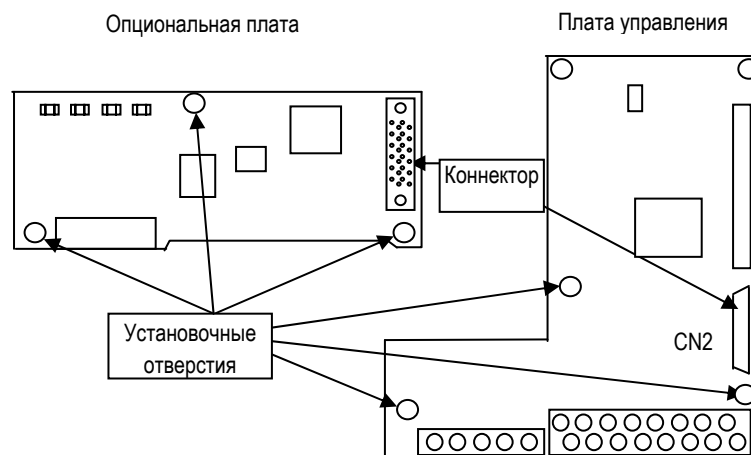 Опциональная плата
Плата управления
Коннектор
Установочные
отверстия
CN2